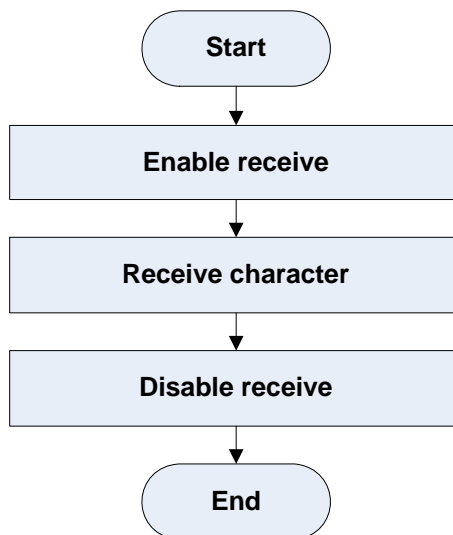 Start
Enable receive
Receive character
Disable receive
End